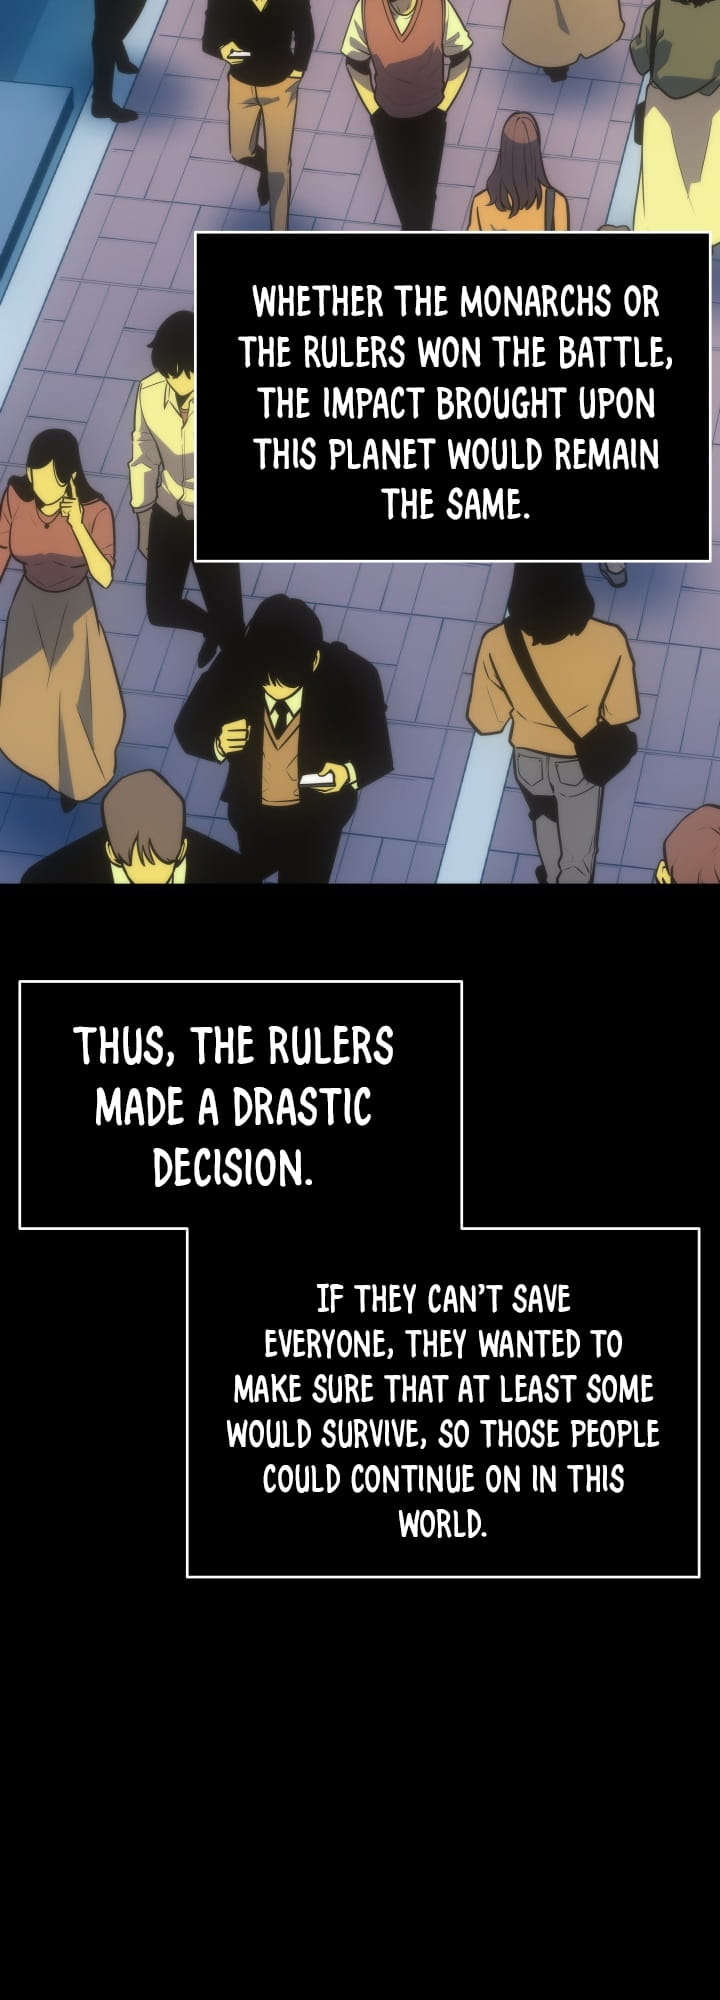 WHETHER THE MONARCHS OR
THE RULERS WON THE BATTLE,
THE IMPACT BROUGHT UPON
THIS PLANET WOULD REMAIN
THE SAME.
THUS, THE RULERS
MADE A DRASTIC
DECISION.
IF THEY CAN'T SAVE
EVERYONE, THEY WANTED TO
MAKE SURE THAT AT LEAST SOME
WOULD SURVIVE, SO THOSE PEOPLE
COULD CONTINUE ON IN THIS
WORLD.